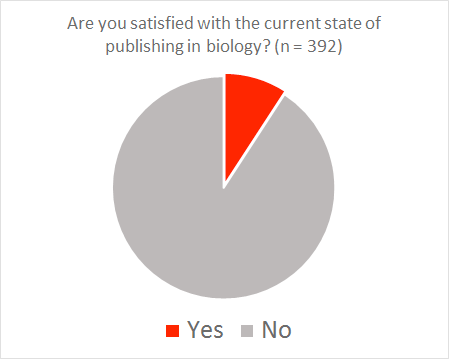 Are you satisfied with the current state of
publishing in biology? (n = 392)
Yes No